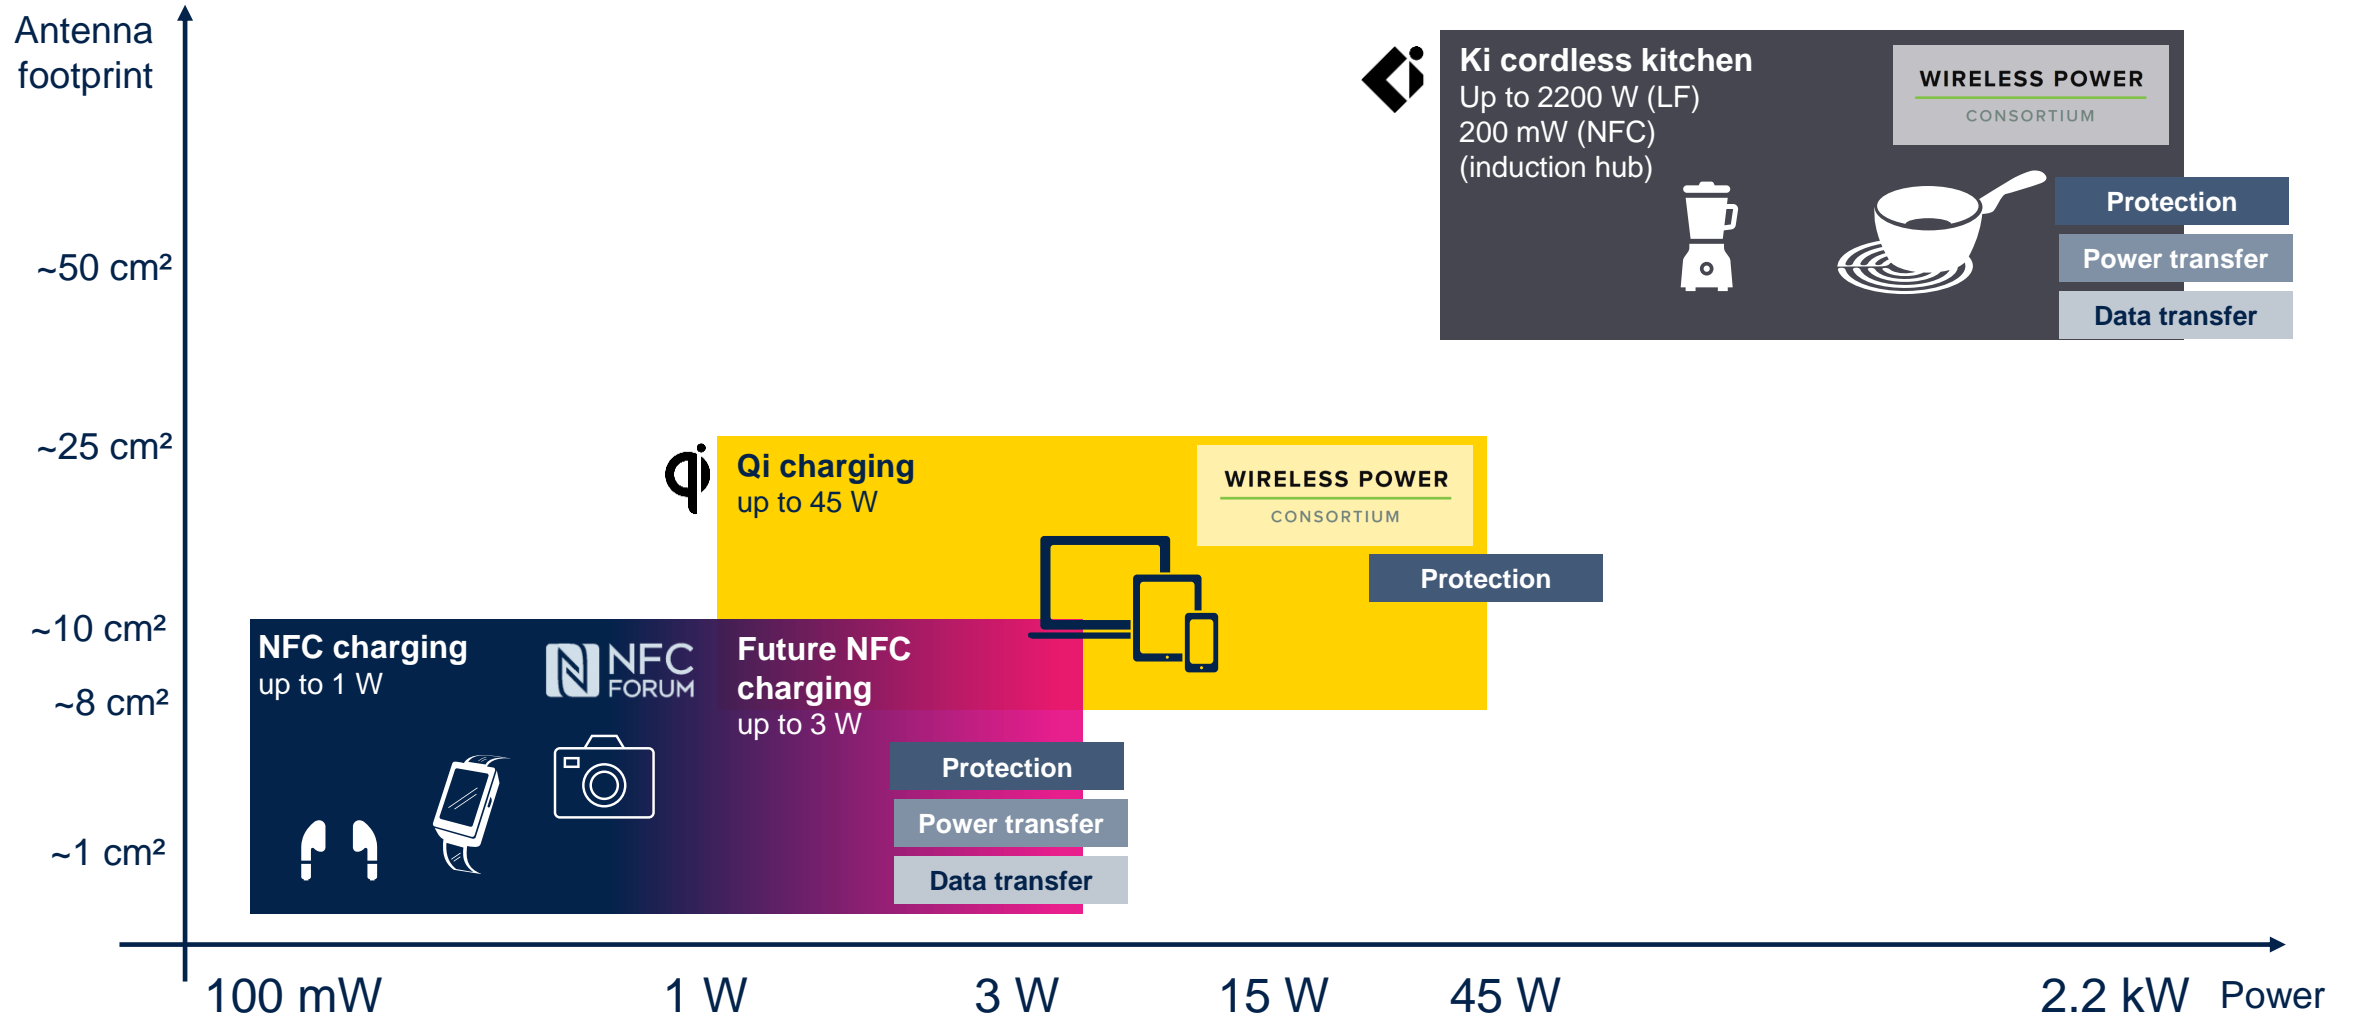 Antenna
footprint
~50 cm²
~25 cm²
~10 cm²
~8 cm²
~1 cm²
Ki cordless kitchen
Up to 2200 W (LF)
200 mW (NFC)
(induction hub)
WIRELESS POWER
CONSORTIUM
Protection
Power transfer
Data transfer
qi
Qi charging
up to 45 W
WIRELESS POWER
CONSORTIUM
Protection
NFC charging
up to 1 W
N NFC
FORUM
Future NFC
charging
up to 3 W
Protection
Power transfer
Data transfer
100 mW
1 W
3 W
15 W
45 W
2.2 kW
Power